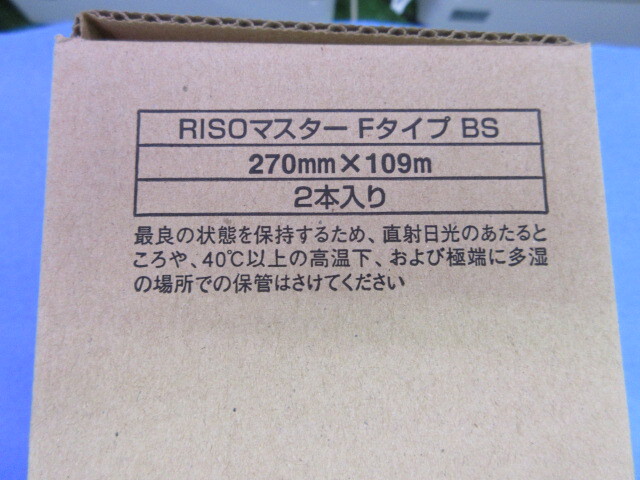 RISOマスター Fタイプ BS
270mm×109m
2本入り
最良の状態を保持するため、直射日光のあたると
ころや、40℃以上の高温下、および極端に多湿
の場所での保管はさけてください